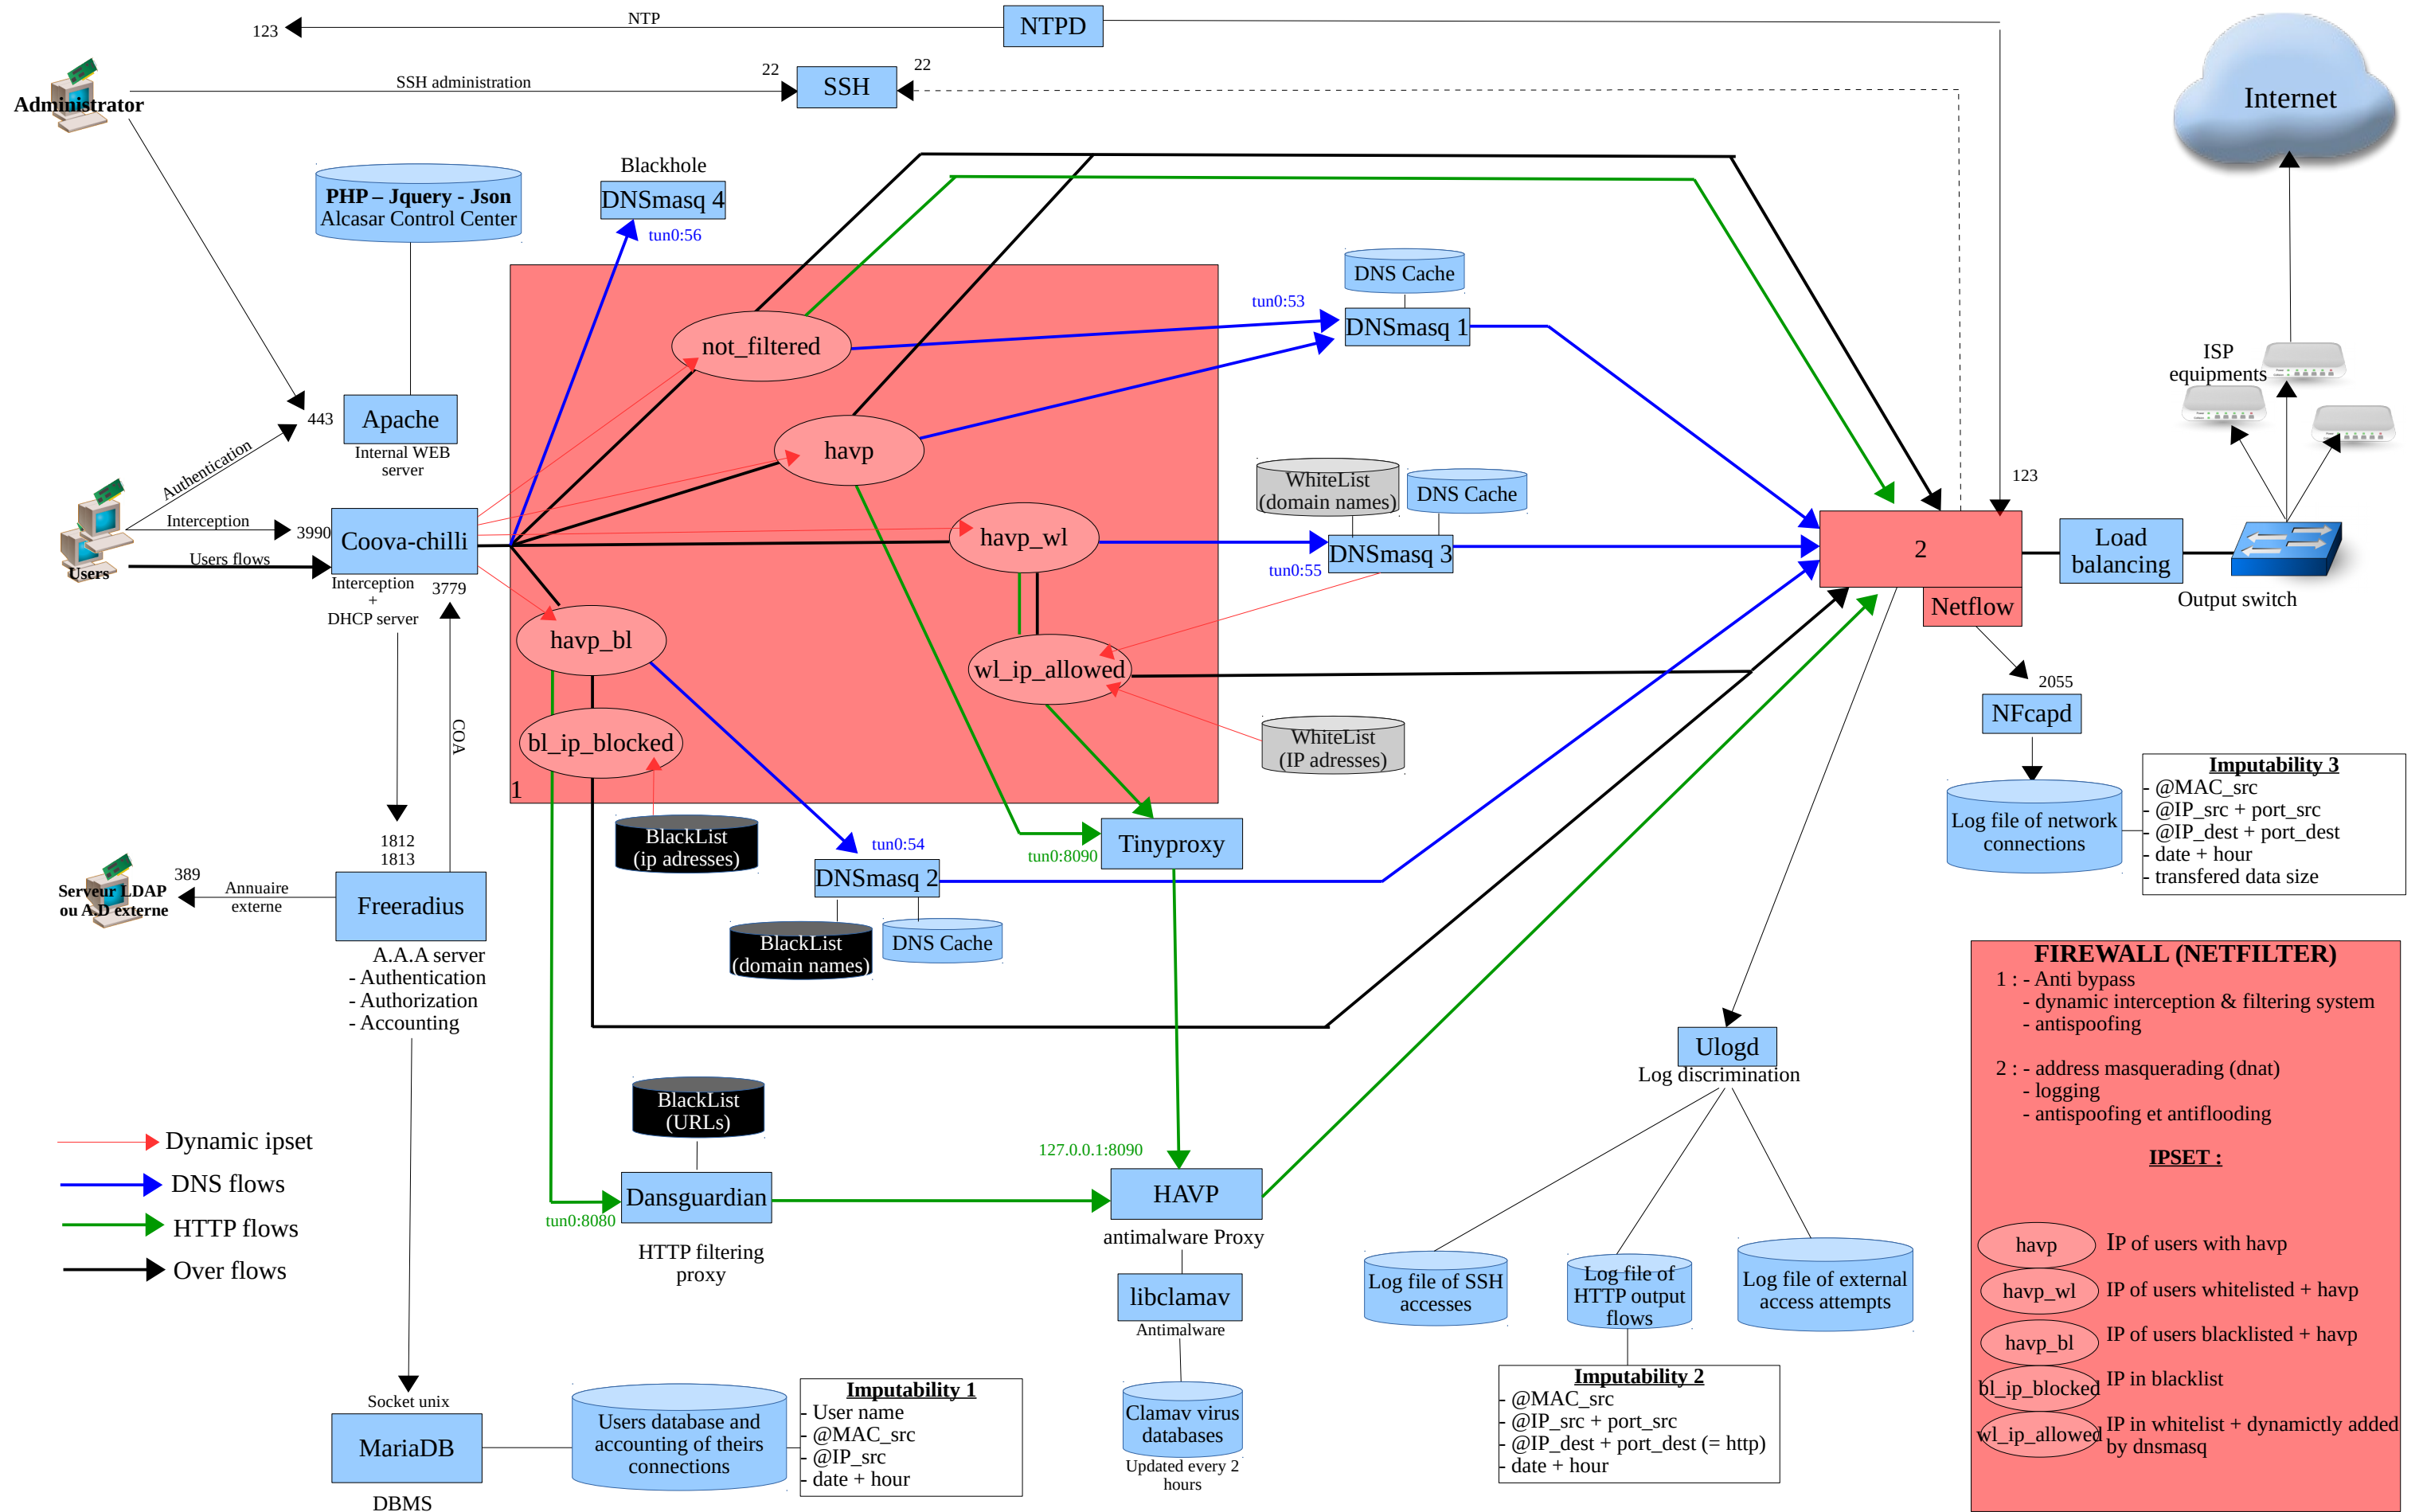 NTP
123
NTPD
SSH administration
22
SSH
22
Administrator
Internet
Blackhole
DNSmasq 4
tun0:56
PHP – Jquery - Json
Alcasar Control Center
DNS Cache
tun0:53
DNSmasq 1
not_filtered
ISP
equipments
443
Apache
Internal WEB
server
havp
Authentication
WhiteList
(domain names)
DNS Cache
123
Interception
3990
Coova-chilli
havp_wl
DNSmasq 3
tun0:55
2
Load
balancing
Users flows
Users
Interception
+
DHCP server
3779
Netflow
Output switch
havp_bl
wl_ip_allowed
2055
NFcapd
COA
bl_ip_blocked
WhiteList
(IP adresses)
1
Imputability 3
- @MAC_src
- @IP_src + port_src
- @IP_dest + port_dest
- date + hour
- transfered data size
Log file of network
connections
BlackList
(ip adresses)
tun0:54
DNSmasq 2
tun0:8090
Tinyproxy
1812
1813
389
Serveur LDAP
ou A.D externe
Annuaire
externe
Freeradius
BlackList
(domain names)
DNS Cache
A.A.A server
- Authentication
- Authorization
- Accounting
FIREWALL (NETFILTER)
1 : - Anti bypass
- dynamic interception & filtering system
- antispoofing
2 : - address masquerading (dnat)
- logging
- antispoofing et antiflooding
IPSET :
havp
IP of users with havp
havp_wl
IP of users whitelisted + havp
havp_bl
IP of users blacklisted + havp
bl_ip_blocked
IP in blacklist
wl_ip_allowed
IP in whitelist + dynamictly added
by dnsmasq
Ulogd
Log discrimination
BlackList
(URLs)
Dynamic ipset
DNS flows
HTTP flows
Over flows
127.0.0.1:8090
Dansguardian
tun0:8080
HTTP filtering
proxy
HAVP
antimalware Proxy
libclamav
Antimalware
Log file of SSH
accesses
Log file of
HTTP output
flows
Log file of external
access attempts
Socket unix
MariaDB
DBMS
Users database and
accounting of theirs
connections
Imputability 1
- User name
- @MAC_src
- @IP_src
- date + hour
Clamav virus
databases
Updated every 2
hours
Imputability 2
- @MAC_src
- @IP_src + port_src
- @IP_dest + port_dest (= http)
- date + hour